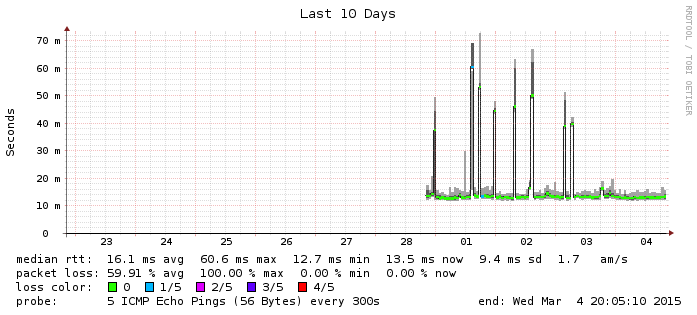 Last 10 Days
RRDTOOL / TOBI OETIKER
Seconds
70 m
60 m
50 m
40 m
30 m
20 m
10 m
0
23 24 25 26 27 28 01 02 03 04
median rtt: 16.1 ms avg 60.6 ms max 12.7 ms min 13.5 ms now 9.4 ms sd 1.7 am/s
packet loss: 59.91 % avg 100.00 % max 0.00 % min 0.00 % now
loss color: 0 1/5 2/5 3/5 4/5
probe: 5 ICMP Echo Pings (56 Bytes) every 300s end: Wed Mar 4 20:05:10 2015